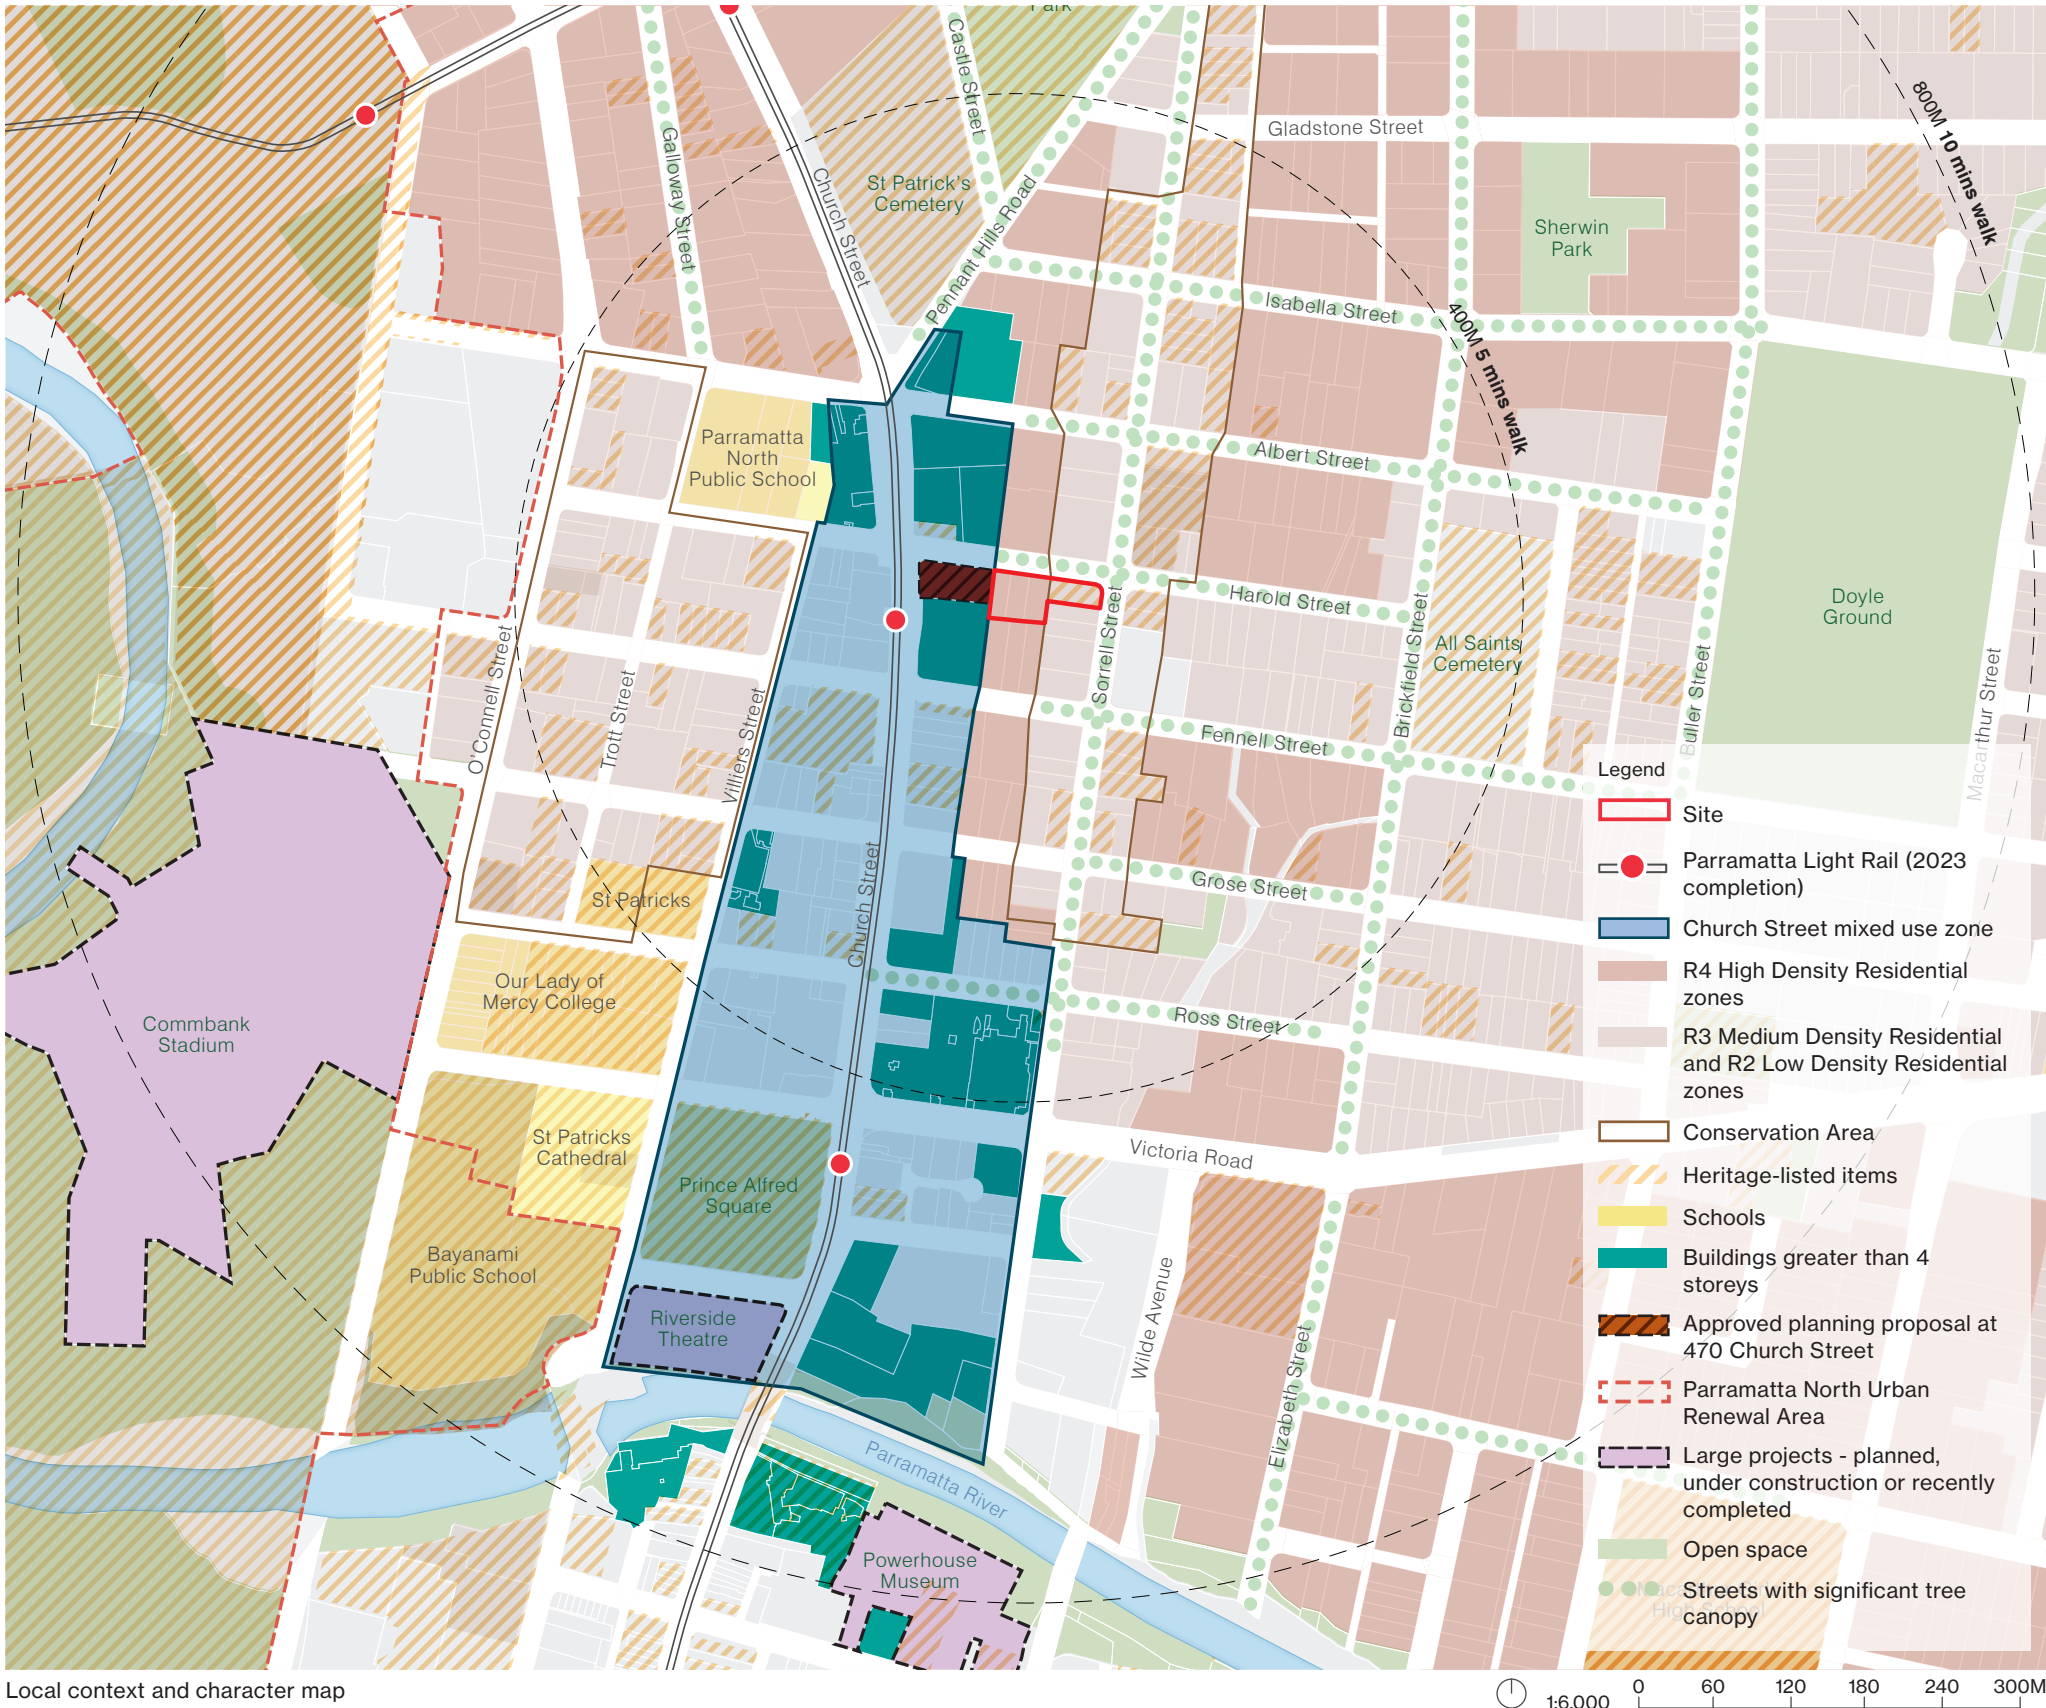 Park
Castle Street
800M 10 mins walk
Gladstone Street
Galloway Street
Church Street
St Patrick's
Cemetery
Pennant Hills Road
Sherwin
Park
Isabella Street
400M 5 mins walk
Parramatta
North
Public School
Albert Street
Harold Street
Doyle
Ground
All Saints
Cemetery
O'Connell Street
Trott Street
Villiers Street
Sorrell Street
Brickfield Street
Buller Street
Macarthur Street
Fennell Street
Church Street
St Patricks
Grose Street
Our Lady of
Mercy College
Commbank
Stadium
Ross Street
St Patricks
Cathedral
Victoria Road
Prince Alfred
Square
Bayanami
Public School
Riverside
Theatre
Wilde Avenue
Elizabeth Street
Parramatta River
Powerhouse
Museum
Legend
Site
Parramatta Light Rail (2023
completion)
Church Street mixed use zone
R4 High Density Residential
zones
R3 Medium Density Residential
and R2 Low Density Residential
zones
Conservation Area
Heritage-listed items
Schools
Buildings greater than 4
storeys
Approved planning proposal at
470 Church Street
Parramatta North Urban
Renewal Area
Large projects - planned,
under construction or recently
completed
Open space
Streets with significant tree
canopy
High School
Local context and character map
1:6,000
0 60 120 180 240 300M